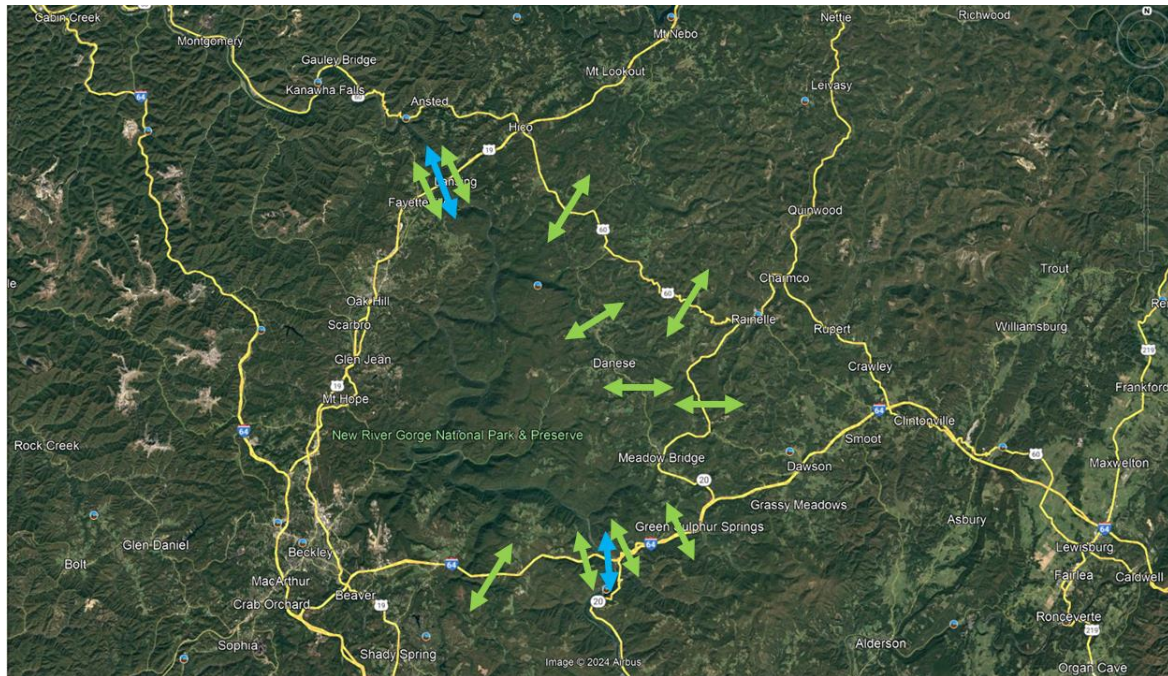 Cabin Creek
Montgomery
Mt Nebo
Nettie
Richwood
Gauley Bridge
Kanawha Falls
60
64
Ansted
Mt Lookout
Leivasy
Hico
19
Fayette
Quinwood
60
Charmco
Trout
60
Oak Hill
Scarbro
Rainelle
Rupert
Williamsburg
Glen Jean
Danese
Crawley
219
Frankford
19
Mt Hope
64
64
Clintonville
New River Gorge National Park & Preserve
Rock Creek
Smoot
Meadow Bridge
Dawson
60
Maxwelton
20
Grassy Meadows
Asbury
Green Sulphur Springs
64
64
Glen Daniel
Beckley
Lewisburg
Bolt
MacArthur
64
Fairlea
Caldwell
Beaver
Crab Orchard
19
20
Ronceverte
219
Sophia
Shady Spring
Alderson
Image © 2024 Airbus
Organ Cave
N